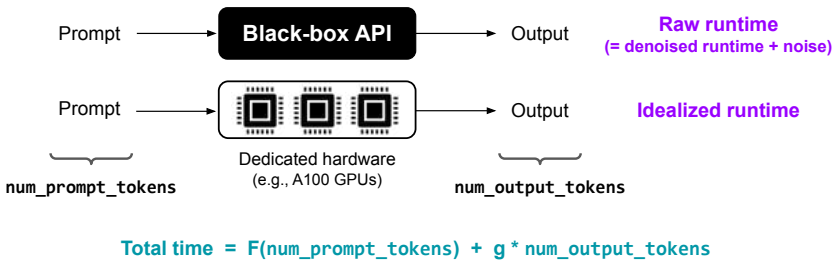 Prompt
Black-box API
Output
Raw runtime
(= denoised runtime + noise)
Prompt
Output
Idealized runtime
Dedicated hardware
(e.g., A100 GPUs)
num_prompt_tokens
num_output_tokens
Total time = F(num_prompt_tokens) + g * num_output_tokens